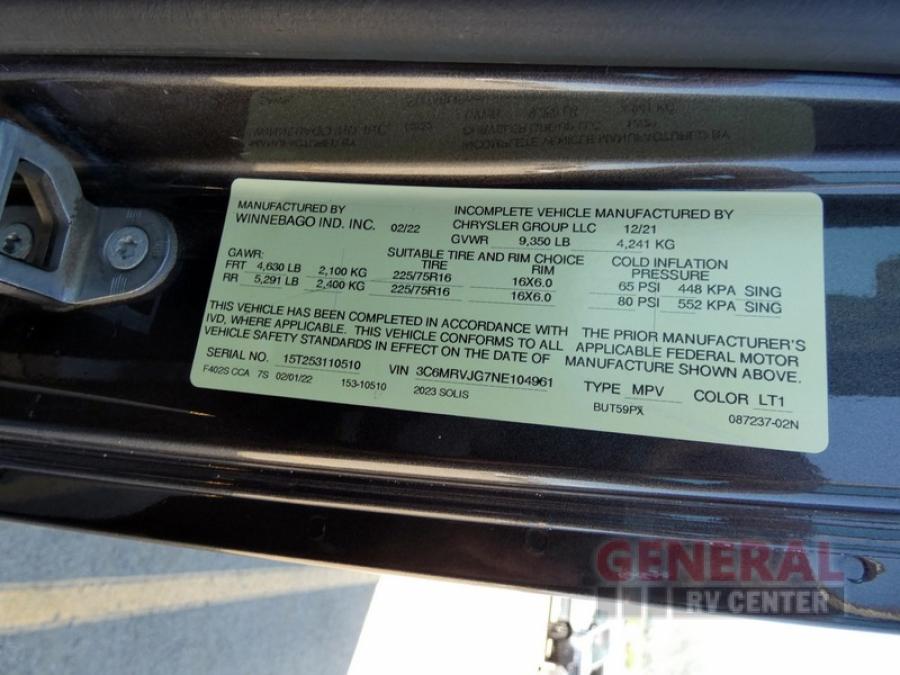 MANUFACTURED BY
WINNEBAGO IND. INC. 02/22
INCOMPLETE VEHICLE MANUFACTURED BY
CHRYSLER GROUP LLC 12/21
GVWR 9,350 LB 4,241 KG
GAWR: SUITABLE TIRE AND RIM CHOICE COLD INFLATION
TIRE RIM PRESSURE
FRT 4,630 LB 2,100 KG 225/75R16 16X6.0 65 PSI 448 KPA SING
RR 5,291 LB 2,400 KG 225/75R16 16X6.0 80 PSI 552 KPA SING
THIS VEHICLE HAS BEEN COMPLETED IN ACCORDANCE WITH THE PRIOR MANUFACTURER'S
IVD, WHERE APPLICABLE. THIS VEHICLE CONFORMS TO ALL APPLICABLE FEDERAL MOTOR
VEHICLE SAFETY STANDARDS IN EFFECT ON THE DATE OF MANUFACTURE SHOWN ABOVE.
SERIAL NO. 15T253110510 VIN 3C6MRVJG7NE104961 TYPE MPV COLOR LT1
F402S CCA 7S 02/01/22 153-10510 2023 SOLIS BUT59PX 087237-02N
GENERAL
RV CENTER